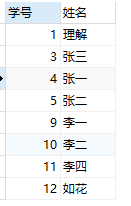 学号 姓名
1 理解
3 张三
4 张一
5 张二
9 李一
10 李二
11 李四
12 如花